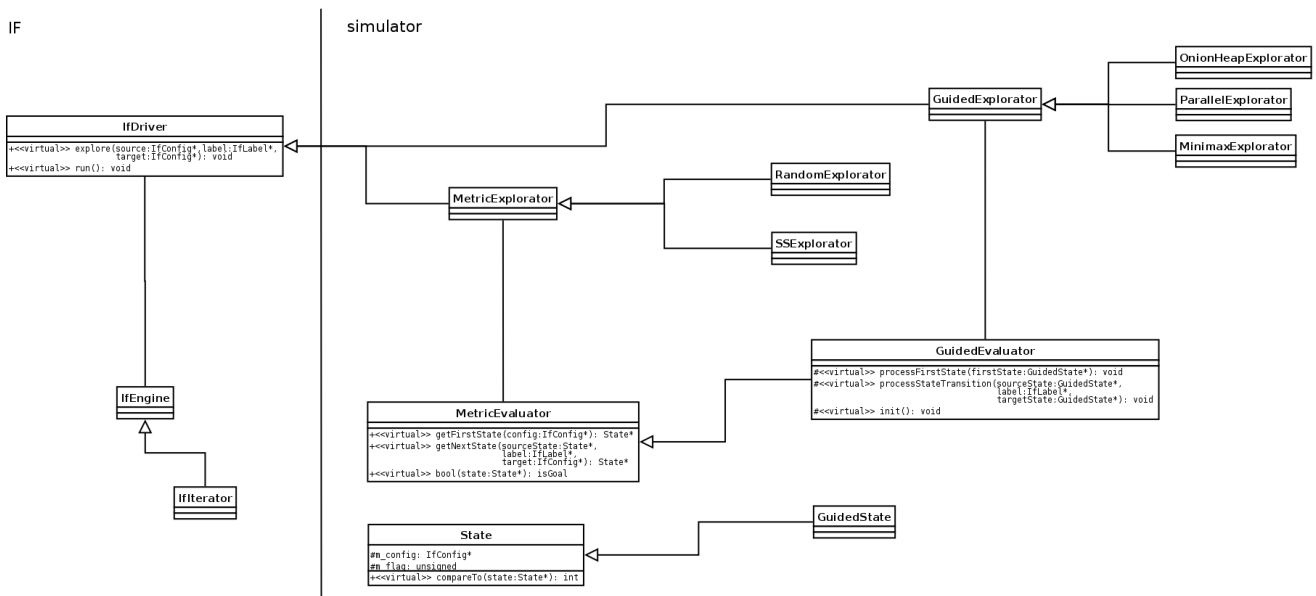 IF
simulator
IfDriver
+<<virtual>> explore(source:IfConfig*,label:IfLabel*,
target:IfConfig*): void
+<<virtual>> run(): void
IfEngine
IfIterator
GuidedExplorator
OnionHeapExplorator
ParallelExplorator
MinimaxExplorator
MetricExplorator
RandomExplorator
SSExplorator
GuidedEvaluator
#<<virtual>> processFirstState(firstState:GuidedState*): void
#<<virtual>> processStateTransition(sourceState:GuidedState*,
label:IfLabel*,
targetState:GuidedState*): void
#<<virtual>> init(): void
MetricEvaluator
+<<virtual>> getFirstState(config:IfConfig*): State*
+<<virtual>> getNextState(sourceState:State*,
label:IfLabel*,
target:IfConfig*): State*
+<<virtual>> bool(state:State*): isGoal
State
#m_config: IfConfig*
#m_flag: unsigned
+<<virtual>> compareTo(state:State*): int
GuidedState